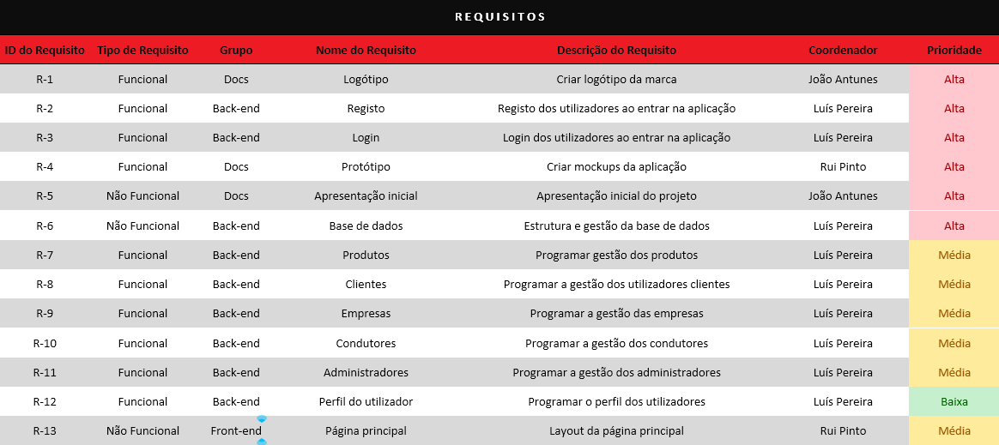 REQUISITOS
ID do Requisito Tipo de Requisito Grupo Nome do Requisito Descrição do Requisito Coordenador Prioridade
R-1 Funcional Docs Logótipo Criar logótipo da marca João Antunes Alta
R-2 Funcional Back-end Registo Registo dos utilizadores ao entrar na aplicação Luís Pereira Alta
R-3 Funcional Back-end Login Login dos utilizadores ao entrar na aplicação Luís Pereira Alta
R-4 Funcional Docs Protótipo Criar mockups da aplicação Rui Pinto Alta
R-5 Não Funcional Docs Apresentação inicial Apresentação inicial do projeto João Antunes Alta
R-6 Não Funcional Back-end Base de dados Estrutura e gestão da base de dados Luís Pereira Alta
R-7 Funcional Back-end Produtos Programar gestão dos produtos Luís Pereira Média
R-8 Funcional Back-end Clientes Programar a gestão dos utilizadores clientes Luís Pereira Média
R-9 Funcional Back-end Empresas Programar a gestão das empresas Luís Pereira Média
R-10 Funcional Back-end Condutores Programar a gestão dos condutores Luís Pereira Média
R-11 Funcional Back-end Administradores Programar a gestão dos administradores Luís Pereira Média
R-12 Funcional Back-end Perfil do utilizador Programar o perfil dos utilizadores Luís Pereira Baixa
R-13 Não Funcional Front-end Página principal Layout da página principal Rui Pinto Média